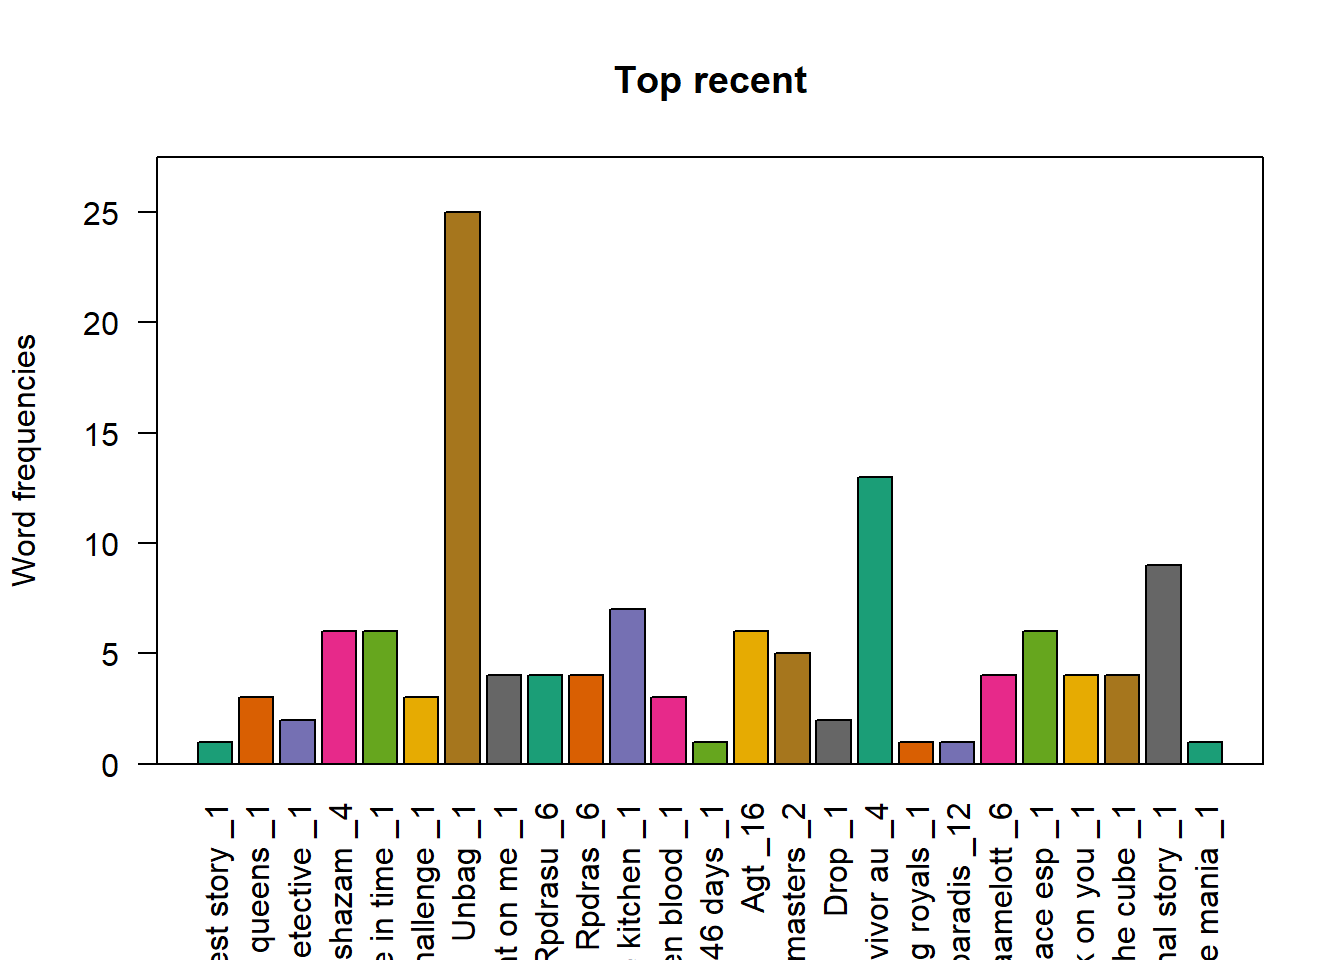 Top recent
Word frequencies
25
20
15
10
5
0
est story _1
queens _1
etective _1
shazam _4
e in time _1
hallenge _1
Unbag _1
nt on me _1
Rpdrasu _6
Rpdras _6
kitchen _1
en blood _1
46 days _1
Agt _16
masters _2
Drop _1
vivor au _4
g royals _1
paradis _12
aamelott _6
ace esp _1
k on you _1
he cube _1
nal story _1
e mania _1